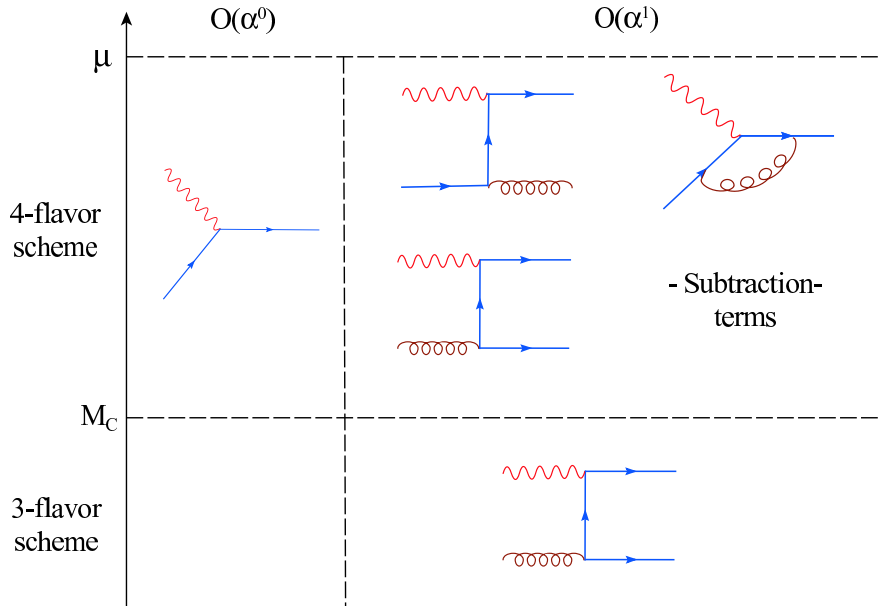 O(α⁰)
O(α¹)
μ
4-flavor
scheme
- Subtraction-
terms
M_C
3-flavor
scheme